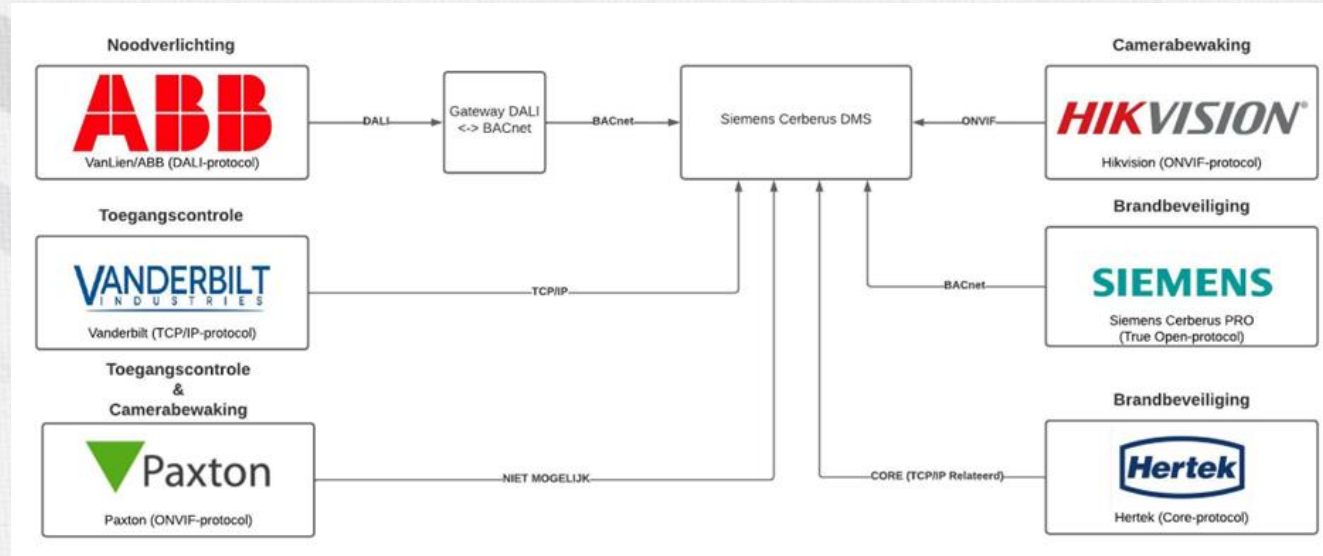 Noodverlichting
ABB
VanLien/ABB (DALI-protocol)
DALI
Gateway DALI
<-> BACnet
BACnet
Siemens Cerberus DMS
ONVIF
Camerabewaking
HIKVISION®
Hikvision (ONVIF-protocol)
Toegangscontrole
VANDERBILT
INDUSTRIES
Vanderbilt (TCP/IP-protocol)
TCP/IP
Brandbeveiliging
SIEMENS
Siemens Cerberus PRO
(True Open-protocol)
BACnet
Toegangscontrole
&
Camerabewaking
Paxton
Paxton (ONVIF-protocol)
NIET MOGELIJK
Brandbeveiliging
Hertek
Hertek (Core-protocol)
CORE (TCP/IP Relateerd)